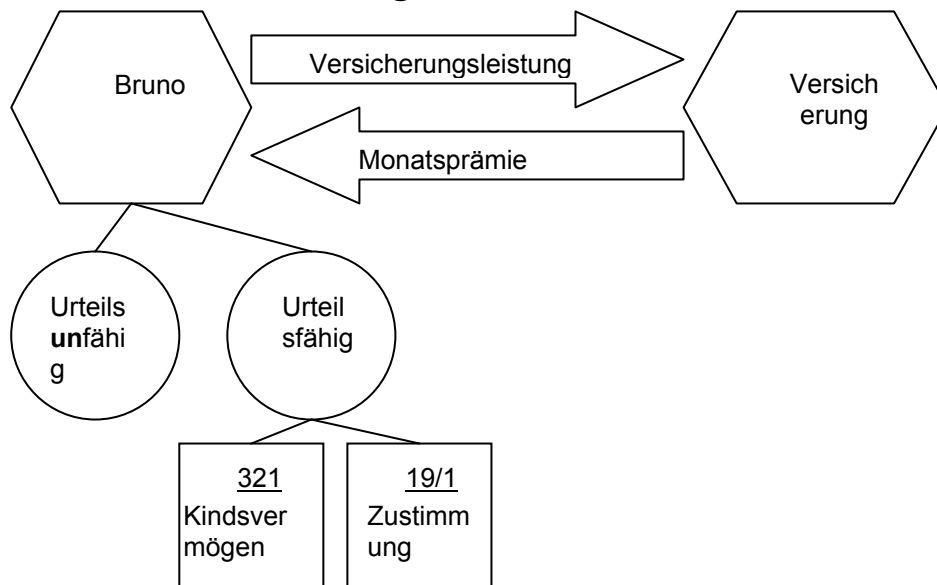 Bruno
Versicherungsleistung
Versich
erung
Monatsprämie
Urteils
unfähi
g
Urteil
sfähig
321
Kindsver
mögen
19/1
Zustimm
ung